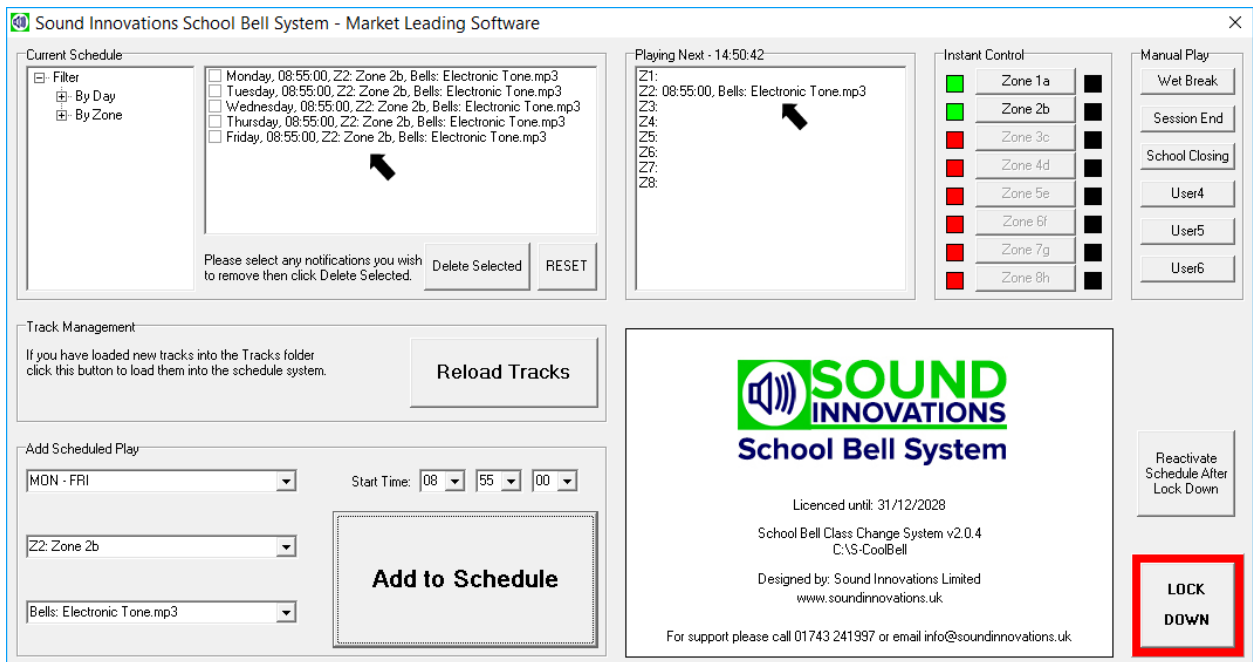 Sound Innovations School Bell System - Market Leading Software
Current Schedule
Filter
By Day
By Zone
Monday, 08:55:00, Z2: Zone 2b, Bells: Electronic Tone.mp3
Tuesday, 08:55:00, Z2: Zone 2b, Bells: Electronic Tone.mp3
Wednesday, 08:55:00, Z2: Zone 2b, Bells: Electronic Tone.mp3
Thursday, 08:55:00, Z2: Zone 2b, Bells: Electronic Tone.mp3
Friday, 08:55:00, Z2: Zone 2b, Bells: Electronic Tone.mp3
Please select any notifications you wish
to remove then click Delete Selected.
Delete Selected
RESET
Playing Next - 14:50:42
Z1:
Z2: 08:55:00, Bells: Electronic Tone.mp3
Z3:
Z4:
Z5:
Z6:
Z7:
Z8:
Instant Control
Zone 1a
Zone 2b
Zone 3c
Zone 4d
Zone 5e
Zone 6f
Zone 7g
Zone 8h
Manual Play
Wet Break
Session End
School Closing
User4
User5
User6
Track Management
If you have loaded new tracks into the Tracks folder
click this button to load them into the schedule system.
Reload Tracks
Add Scheduled Play
MON - FRI
Start Time: 08 55 00
Z2: Zone 2b
Bells: Electronic Tone.mp3
Add to Schedule
SOUND
INNOVATIONS
School Bell System
Licenced until: 31/12/2028
School Bell Class Change System v2.0.4
C:\S-CoolBell
Designed by: Sound Innovations Limited
www.soundinnovations.uk
For support please call 01743 241997 or email info@soundinnovations.uk
Reactivate
Schedule After
Lock Down
LOCK
DOWN